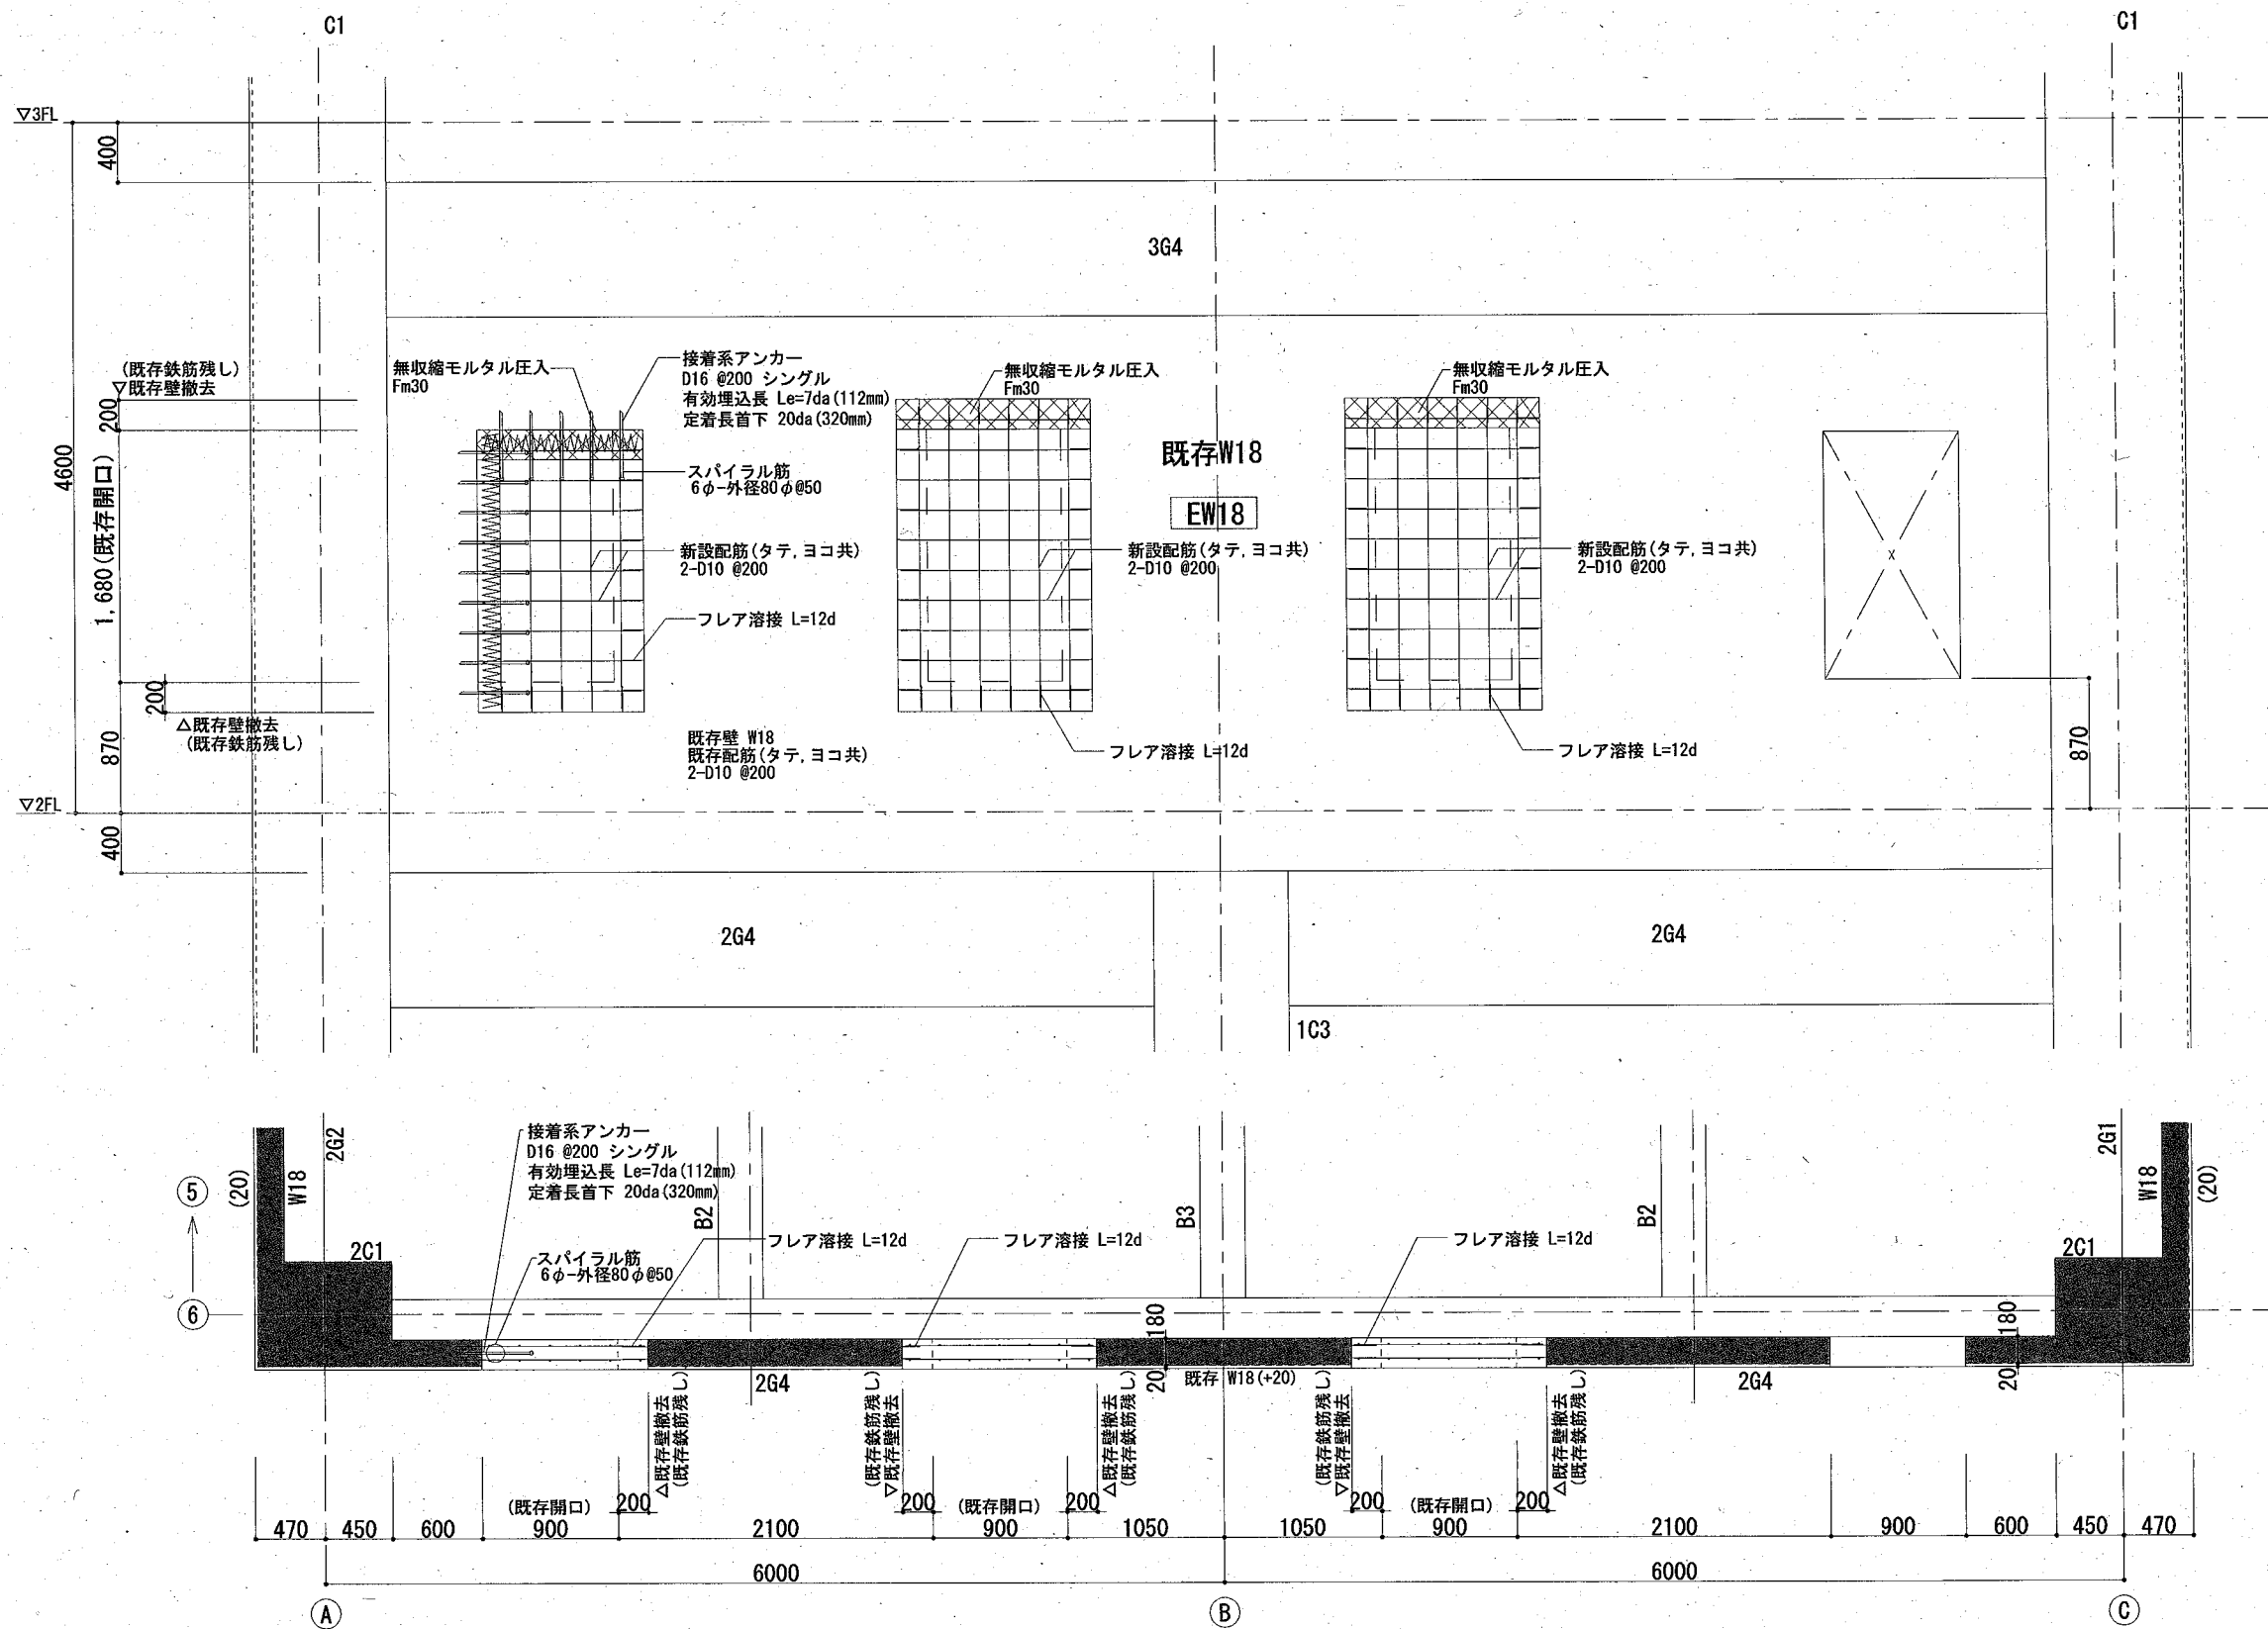 C1
C1
▽3FL
400
3G4
(既存鉄筋残し)
▽既存壁撤去
200
4600
1,680(既存開口)
200
△既存壁撤去
(既存鉄筋残し)
870
▽2FL
400
無収縮モルタル圧入
Fm30
接着系アンカー
D16 @200 シングル
有効埋込長 Le=7da(112mm)
定着長首下 20da(320mm)
スパイラル筋
6φ-外径80φ@50
新設配筋(タテ,ヨコ共)
2-D10 @200
フレア溶接 L=12d
既存壁 W18
既存配筋(タテ,ヨコ共)
2-D10 @200
無収縮モルタル圧入
Fm30
既存W18
EW18
新設配筋(タテ,ヨコ共)
2-D10 @200
フレア溶接 L=12d
無収縮モルタル圧入
Fm30
新設配筋(タテ,ヨコ共)
2-D10 @200
フレア溶接 L=12d
x
870
2G4
2G4
1C3
5
6
(20)
W18
2G2
2C1
接着系アンカー
D16 @200 シングル
有効埋込長 Le=7da(112mm)
定着長首下 20da(320mm)
スパイラル筋
6φ-外径80φ@50
B2
フレア溶接 L=12d
フレア溶接 L=12d
B3
フレア溶接 L=12d
B2
2G1
W18
(20)
2C1
180
20
180
20
2G4
既存 W18(+20)
2G4
△既存壁撤去
(既存鉄筋残し)
(既存鉄筋残し)
▽既存壁撤去
△既存壁撤去
(既存鉄筋残し)
(既存鉄筋残し)
▽既存壁撤去
△既存壁撤去
(既存鉄筋残し)
(既存開口) 200 200 (既存開口) 200 200 (既存開口) 200
470 450 600 900 2100 900 1050 1050 900 2100 900 600 450 470
6000 6000
A B C